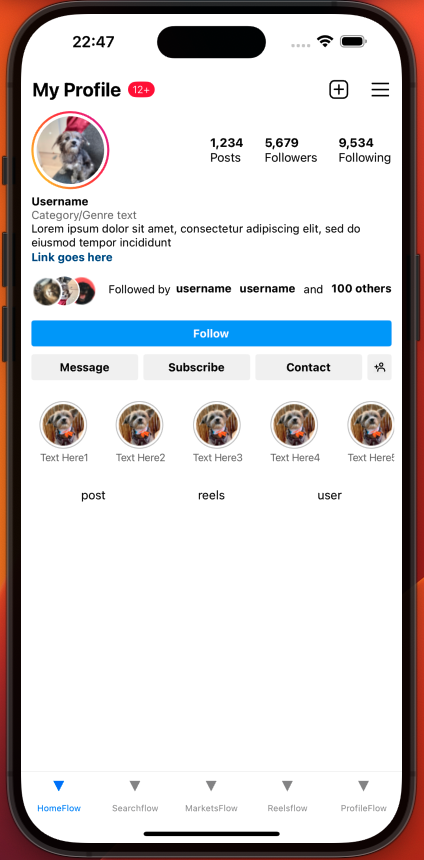 22:47
My Profile 12+
1,234 5,679 9,534
Posts Followers Following
Username
Category/Genre text
Lorem ipsum dolor sit amet, consectetur adipiscing elit, sed do
eiusmod tempor incididunt
Link goes here
Followed by username username and 100 others
Follow
Message Subscribe Contact
Text Here1 Text Here2 Text Here3 Text Here4 Text Here5
post reels user
HomeFlow Searchflow MarketsFlow Reelsflow ProfileFlow